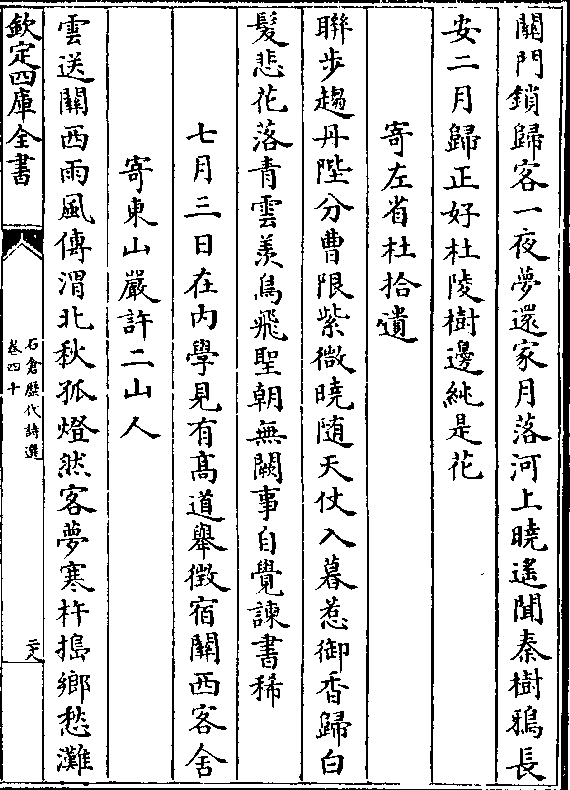 關門鎖歸客一夜夢還家月落河上曉遙聞秦樹鴉長
安二月歸正好杜陵樹邊純是花
寄左省杜拾遺
聯步趨丹陛分曹限紫微曉随天仗入暮惹御香歸白
髮悲花落青雲羨鳥飛聖朝無闕事自覺諫書稀
七月三日在内學見有髙道舉徴宿關西客舍
寄東山嚴許二山人
雲送關西雨風傳渭北秋孤燈然客夢寒杵搗鄉愁灘
欽定四庫全書
石倉歷代詩選
卷四十